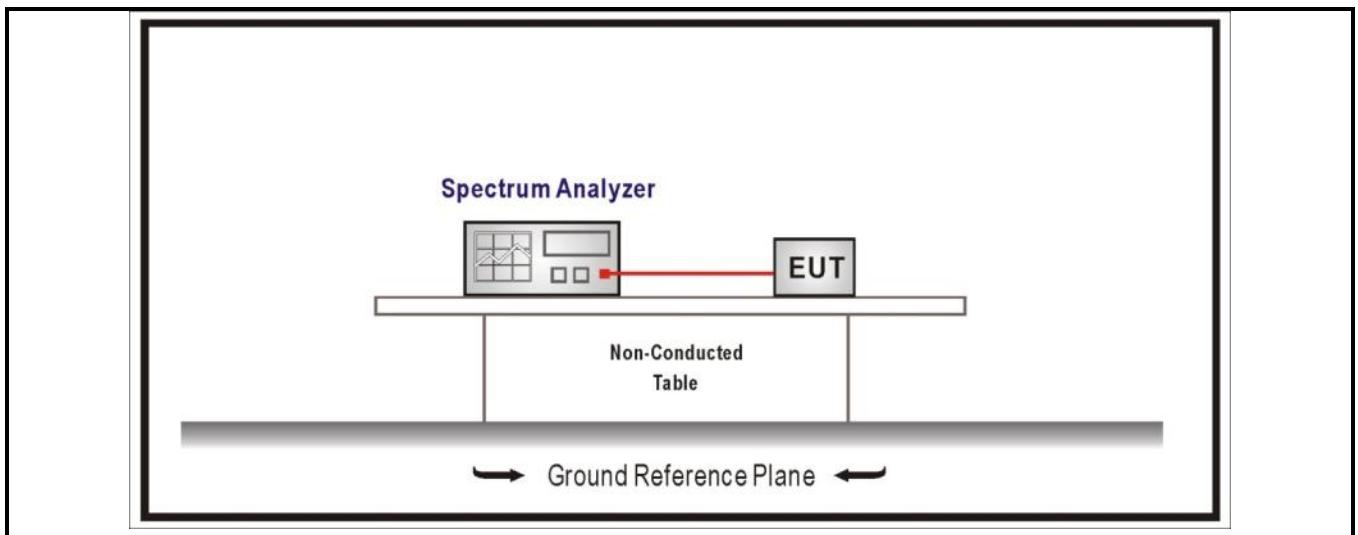 Spectrum Analyzer
EUT
Non-Conducted
Table
Ground Reference Plane